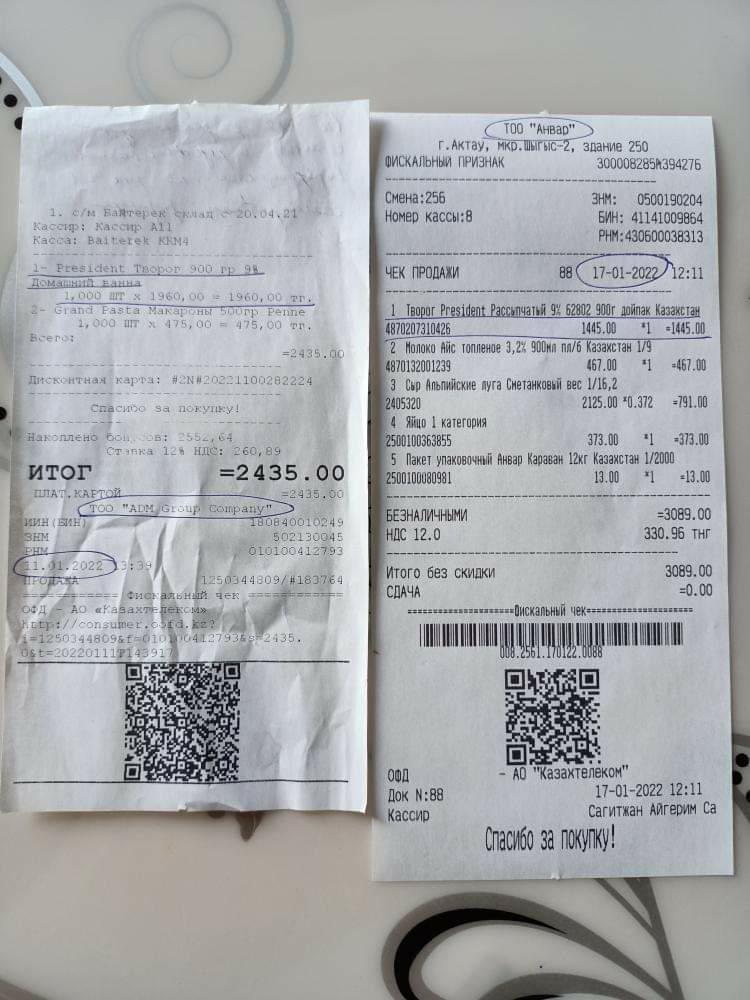 1. с/м Байтерек склад с 20.04.21
Кассир: Кассир А11
Касса: Baiterek KKM4
1- President Творог 900 гр 9%
Домашний ванна
1,000 ШТ x 1960,00 = 1960,00 тг.
2- Grand Pasta Макароны 500гр Penne
1,000 ШТ x 475,00 = 475,00 тг.
Всего:
=2435.00
Дисконтная карта: #2N#20221100282224
Спасибо за покупку!
Накоплено бонусов: 2552,64
Ставка 12% НДС: 260,89
ИТОГ =2435.00
ПЛАТ.КАРТОЙ =2435.00
ТОО "ADM Group Company"
ИИН(БИН) 180840010249
ЗНМ 502130045
РНМ 010100412793
11.01.2022 13:39
ПРОДАЖА 1250344809/#183764
Фискальный чек
ОФД - АО «Казахтелеком»
http://consumer.oofd.kz?
i=1250344809&f=010100412793&s=2435.
0&t=20220111T143917
ТОО "Анвар"
г.Актау, мкр.Шыгыс-2, здание 250
ФИСКАЛЬНЫЙ ПРИЗНАК 300008285№394276
Смена:256 ЗНМ: 0500190204
Номер кассы:8 БИН: 41141009864
РНМ:430600038313
ЧЕК ПРОДАЖИ 88 17-01-2022 12:11
1 Творог President Рассыпчатый 9% 62802 900г дойпак Казахстан
4870207310426 1445.00 *1 =1445.00
2 Молоко Айс топленое 3,2% 900мл пл/б Казахстан 1/9
4870132001239 467.00 *1 =467.00
3 Сыр Альпийские луга Сметанковый вес 1/16,2
2405320 2125.00 *0.372 =791.00
4 Яйцо 1 категория
2500100363855 373.00 *1 =373.00
5 Пакет упаковочный Анвар Караван 12кг Казахстан 1/2000
2500100080981 13.00 *1 =13.00
БЕЗНАЛИЧНЫМИ =3089.00
НДС 12.0 330.96 тнг
Итого без скидки 3089.00
СДАЧА =0.00
Фискальный чек
008.2561.170122.0088
ОФД - АО "Казахтелеком"
Док N:88 17-01-2022 12:11
Кассир Сагитжан Айгерим Са
Спасибо за покупку!